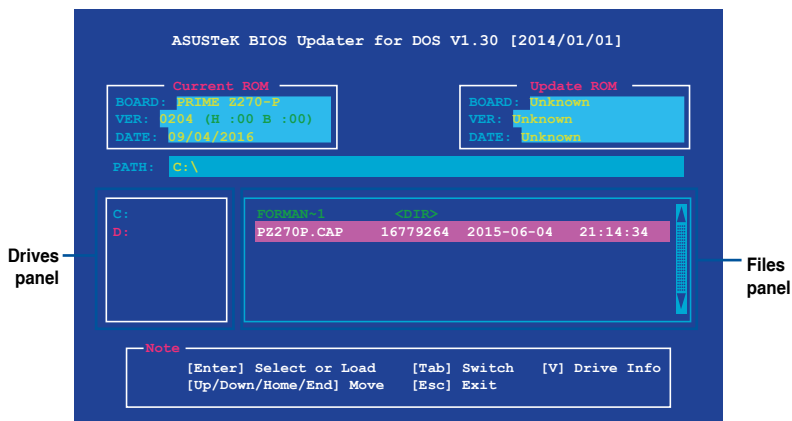 ASUSTeK BIOS Updater for DOS V1.30 [2014/01/01]
Current ROM
BOARD: PRIME Z270-P
VER: 0204 (H :00 B :00)
DATE: 09/04/2016
Update ROM
BOARD: Unknown
VER: Unknown
DATE: Unknown
PATH: C:\
C:
D:
FORMAN~1 <DIR>
PZ270P.CAP 16779264 2015-06-04 21:14:34
Drives
panel
Files
panel
Note
[Enter] Select or Load [Tab] Switch [V] Drive Info
[Up/Down/Home/End] Move [Esc] Exit